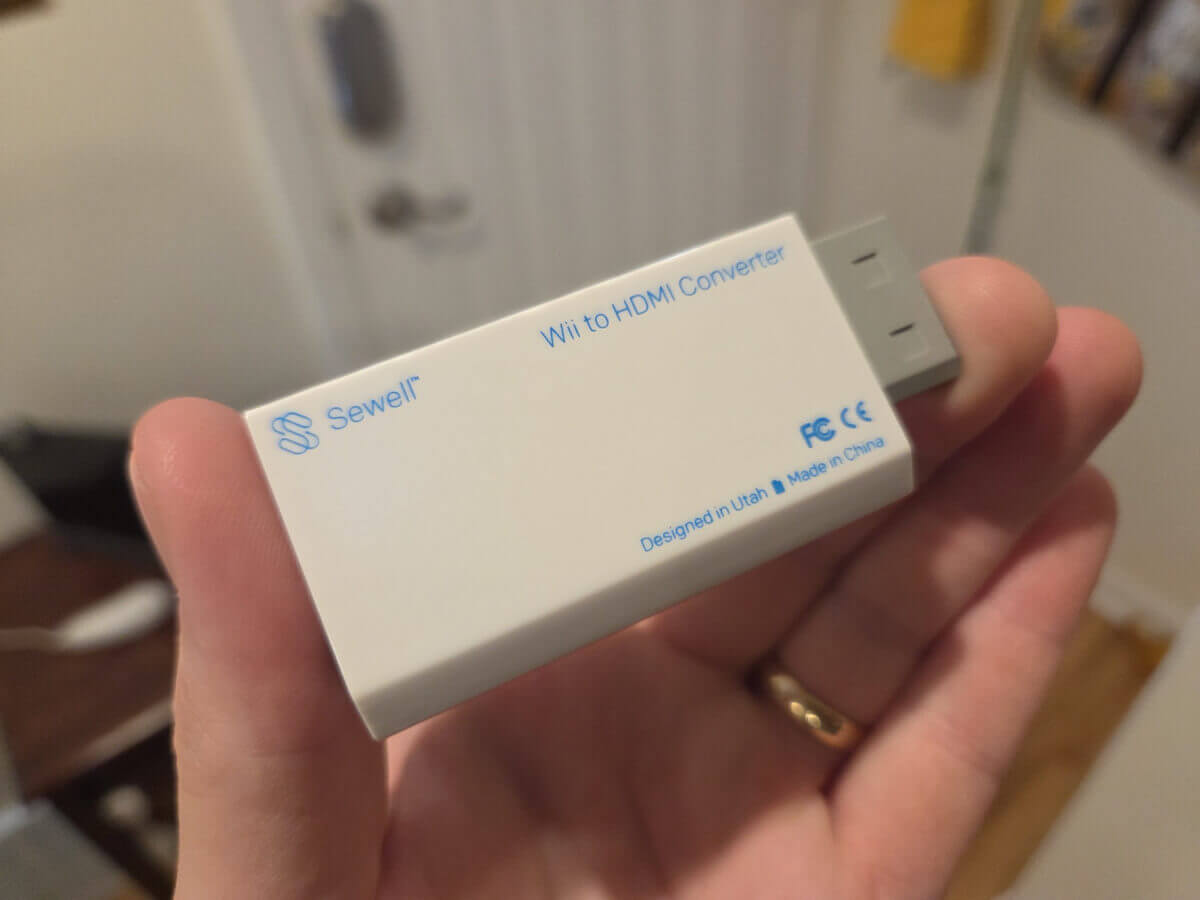 Wii to HDMI Converter
Sewell™
FC CE
Designed in Utah Made in China